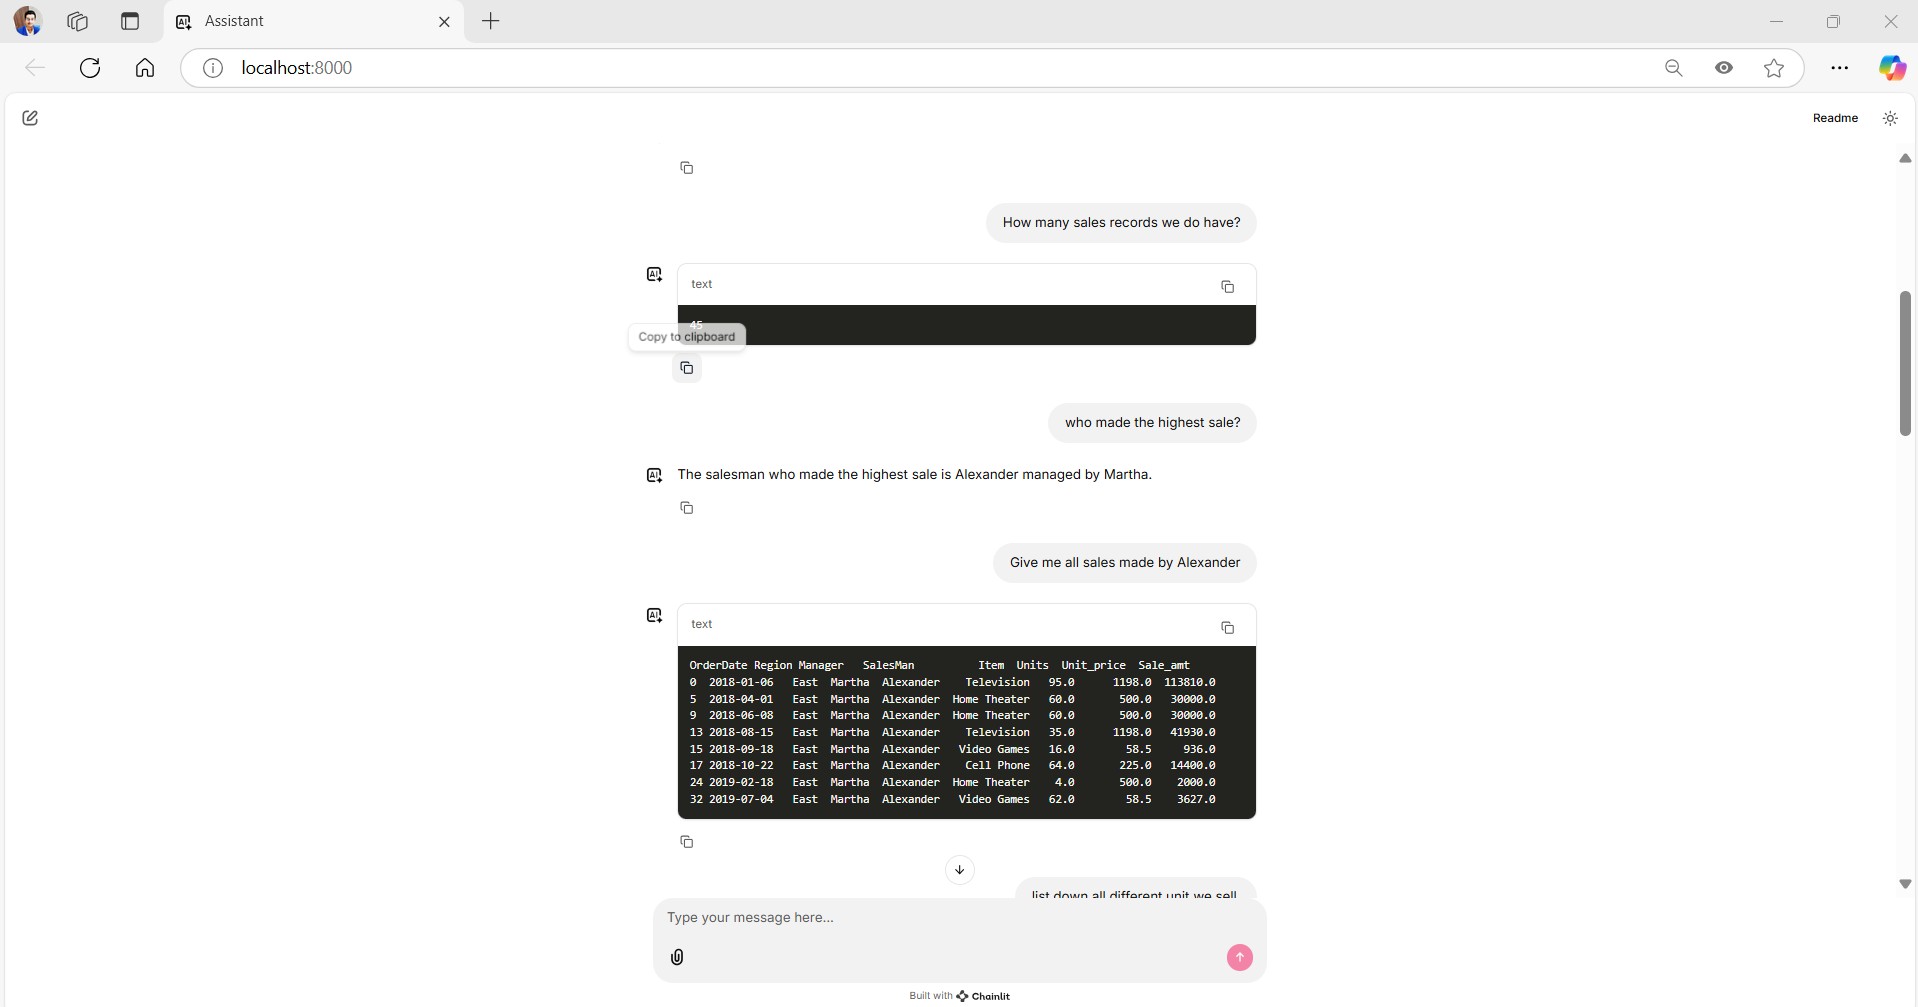 Assistant
localhost:8000
Readme
How many sales records we do have?
text
45
Copy to clipboard
who made the highest sale?
The salesman who made the highest sale is Alexander managed by Martha.
Give me all sales made by Alexander
text
OrderDate Region Manager SalesMan Item Units Unit_price Sale_amt
0 2018-01-06 East Martha Alexander Television 95.0 1198.0 113810.0
5 2018-04-01 East Martha Alexander Home Theater 60.0 500.0 30000.0
9 2018-06-08 East Martha Alexander Home Theater 60.0 500.0 30000.0
13 2018-08-15 East Martha Alexander Television 35.0 1198.0 41930.0
15 2018-09-18 East Martha Alexander Video Games 16.0 58.5 936.0
17 2018-10-22 East Martha Alexander Cell Phone 64.0 225.0 14400.0
24 2019-02-18 East Martha Alexander Home Theater 4.0 500.0 2000.0
32 2019-07-04 East Martha Alexander Video Games 62.0 58.5 3627.0
list down all different unit we sell
Type your message here...
Built with Chainlit